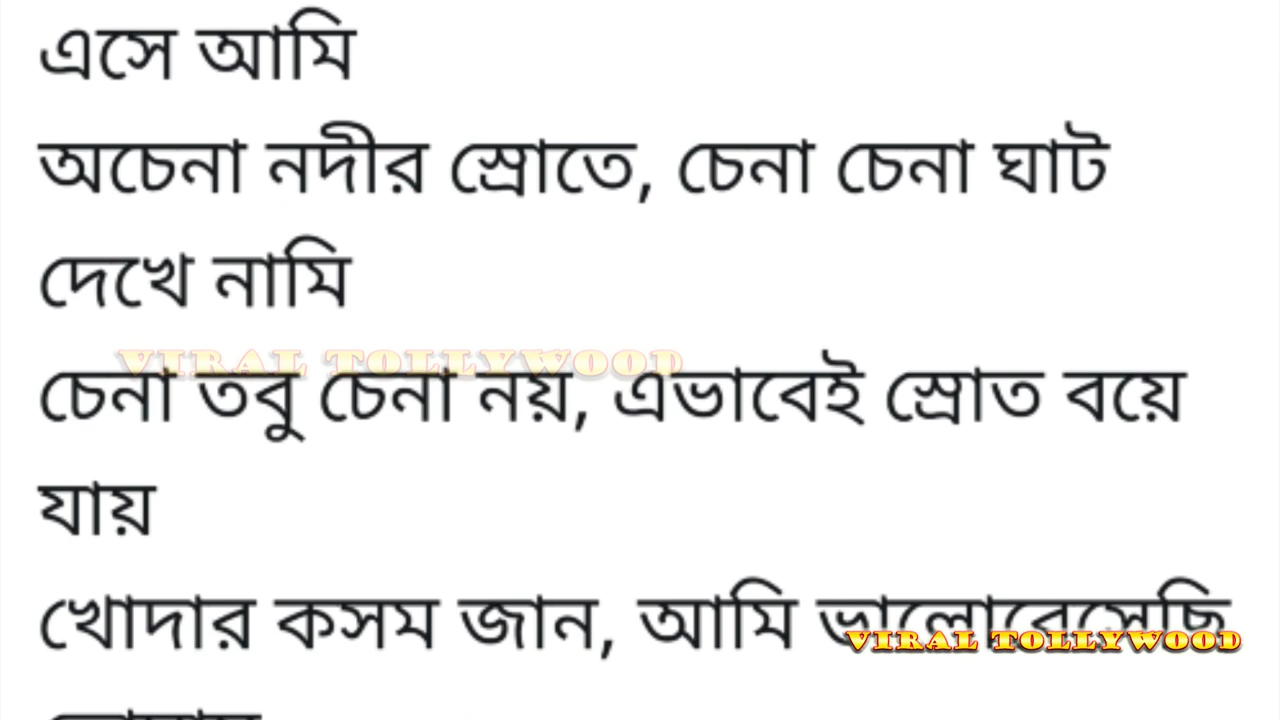 এসে আমি
অচেনা নদীর স্রোতে, চেনা চেনা ঘাট
দেখে নামি
VIRAL TOLLYWOOD
চেনা তবু চেনা নয়, এভাবেই স্রোত বয়ে
যায়
খোদার কসম জান, আমি ভালোবেসেছি
VIRAL TOLLYWOOD